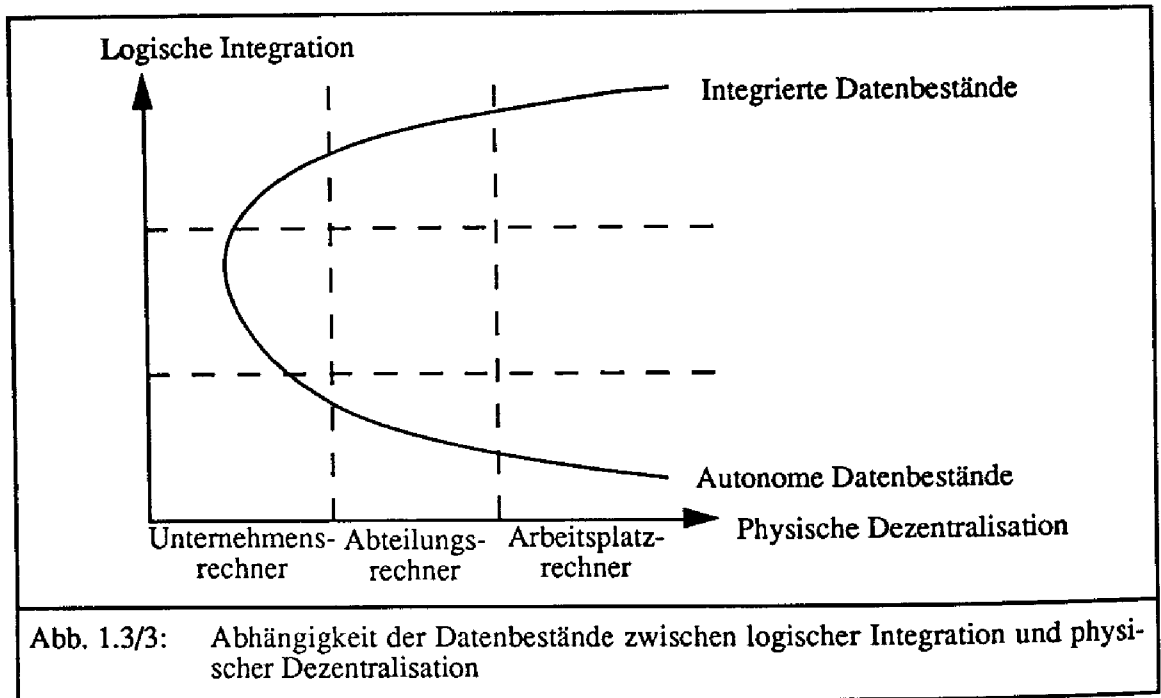 Logische Integration
Integrierte Datenbestände
Autonome Datenbestände
Physische Dezentralisation
Unternehmens-
rechner
Abteilungs-
rechner
Arbeitsplatz-
rechner
Abb. 1.3/3: Abhängigkeit der Datenbestände zwischen logischer Integration und physi-
scher Dezentralisation